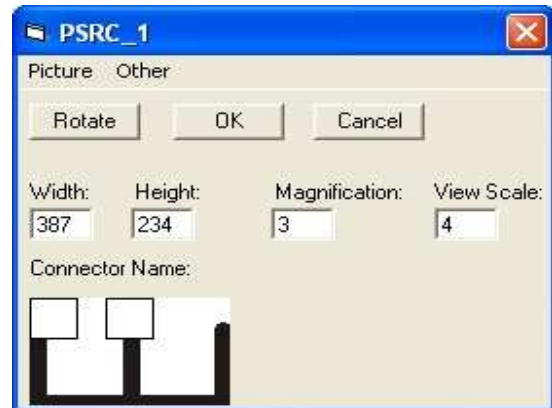 PSRC_1
Picture Other
Rotate OK Cancel
Width: Height: Magnification: View Scale:
387 234 3 4
Connector Name: